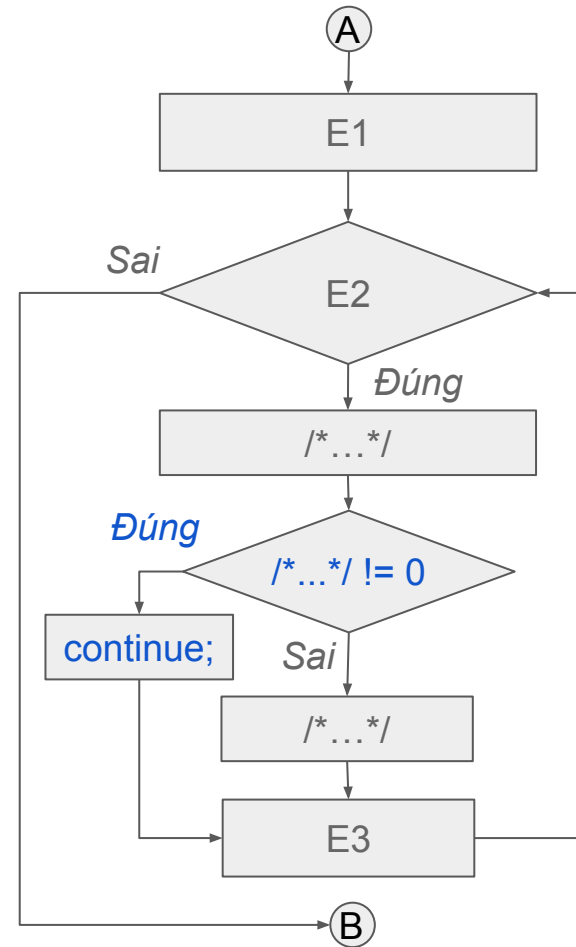 A
E1
Sai
E2
Đúng
/*…*/
Đúng
/*...*/ != 0
continue;
Sai
/*…*/
E3
B